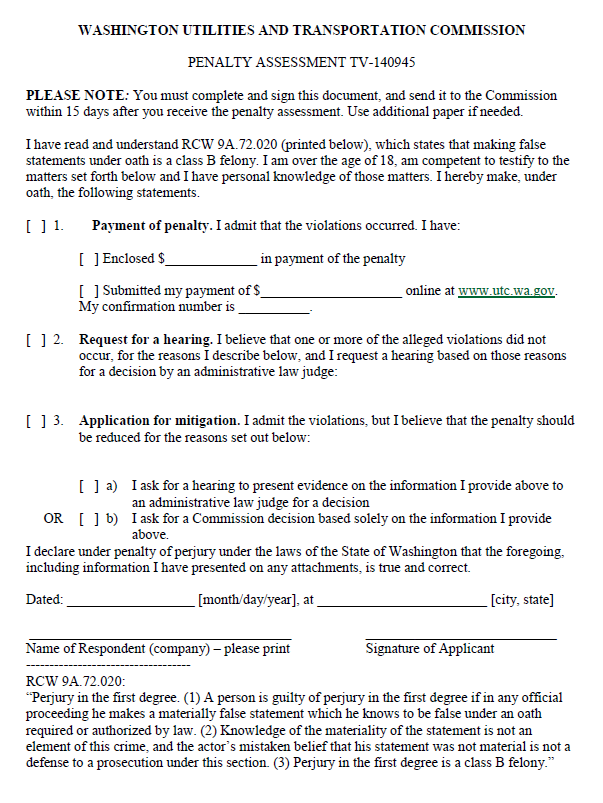 WASHINGTON UTILITIES AND TRANSPORTATION COMMISSION
PENALTY ASSESSMENT TV-140945
PLEASE NOTE: You must complete and sign this document, and send it to the Commission
within 15 days after you receive the penalty assessment. Use additional paper if needed.
I have read and understand RCW 9A.72.020 (printed below), which states that making false
statements under oath is a class B felony. I am over the age of 18, am competent to testify to the
matters set forth below and I have personal knowledge of those matters. I hereby make, under
oath, the following statements.
[ ] 1. Payment of penalty. I admit that the violations occurred. I have:
[ ] Enclosed $______________ in payment of the penalty
[ ] Submitted my payment of $_____________________ online at www.utc.wa.gov.
My confirmation number is ___________.
[ ] 2. Request for a hearing. I believe that one or more of the alleged violations did not
occur, for the reasons I describe below, and I request a hearing based on those reasons
for a decision by an administrative law judge:
[ ] 3. Application for mitigation. I admit the violations, but I believe that the penalty should
be reduced for the reasons set out below:
[ ] a) I ask for a hearing to present evidence on the information I provide above to
an administrative law judge for a decision
OR [ ] b) I ask for a Commission decision based solely on the information I provide
above.
I declare under penalty of perjury under the laws of the State of Washington that the foregoing,
including information I have presented on any attachments, is true and correct.
Dated: ___________________ [month/day/year], at _________________________ [city, state]
_______________________________________ ____________________________
Name of Respondent (company) – please print Signature of Applicant
-----------------------------------
RCW 9A.72.020:
“Perjury in the first degree. (1) A person is guilty of perjury in the first degree if in any official
proceeding he makes a materially false statement which he knows to be false under an oath
required or authorized by law. (2) Knowledge of the materiality of the statement is not an
element of this crime, and the actor’s mistaken belief that his statement was not material is not a
defense to a prosecution under this section. (3) Perjury in the first degree is a class B felony.”